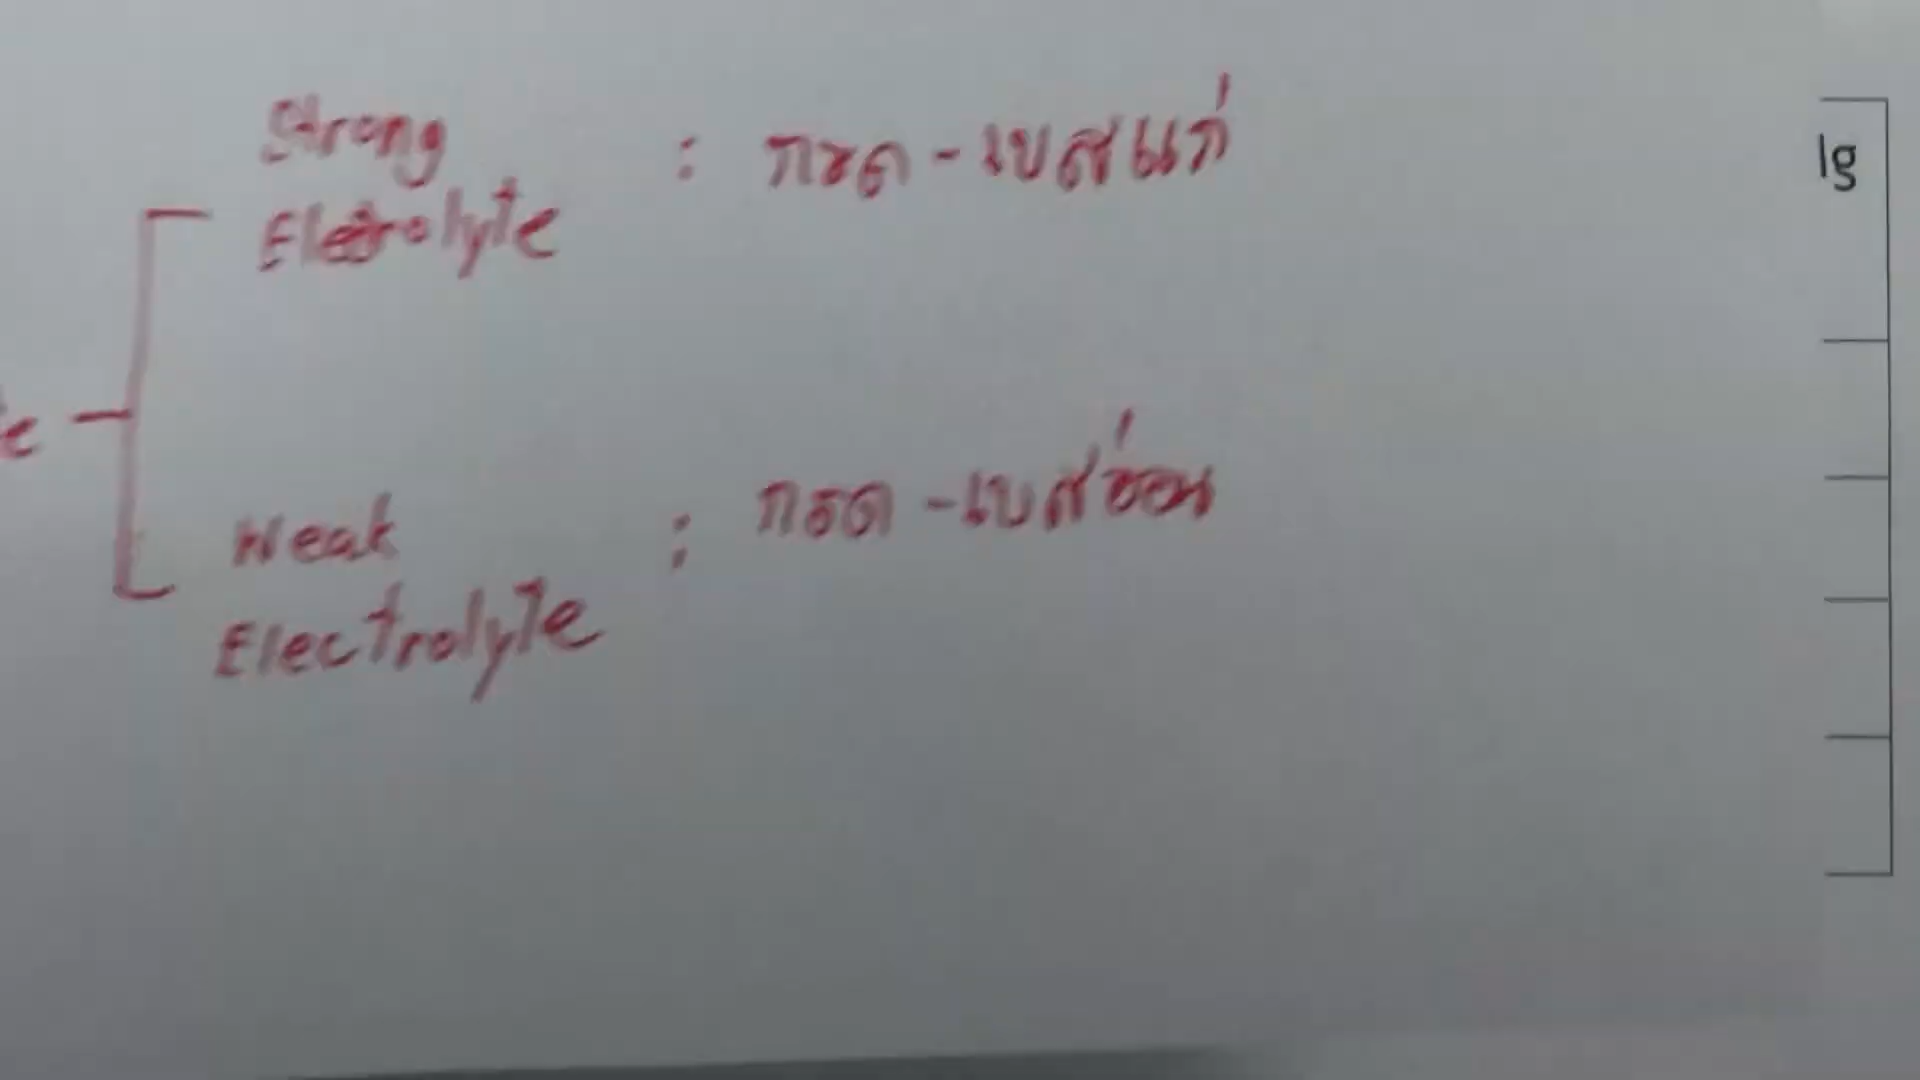 Strong
Eletrolyte : กรด - เบสแก่
Weak
Electrolyte : กรด - เบสอ่อน
lg